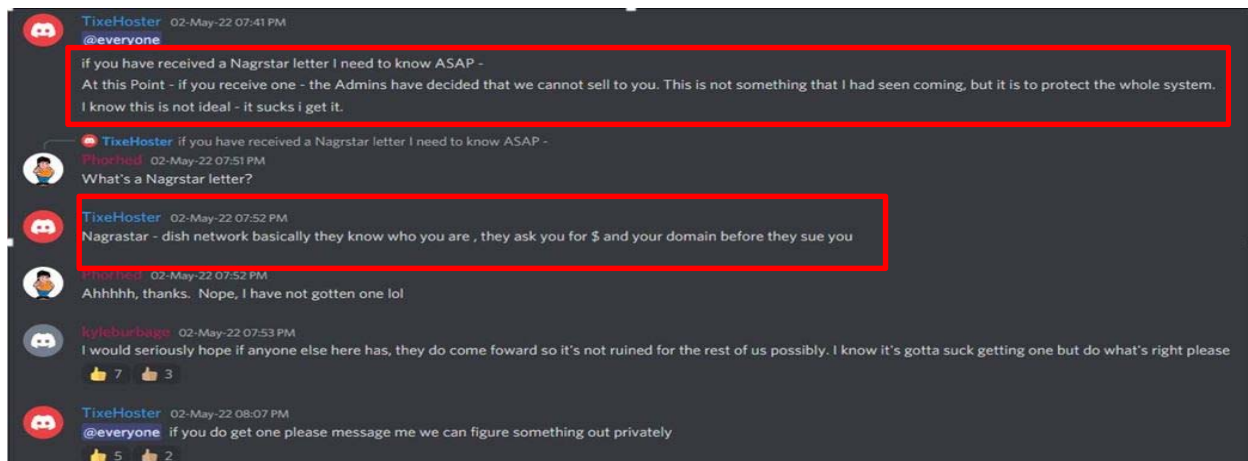 TixeHoster 02-May-22 07:41 PM
@everyone
if you have received a Nagrstar letter I need to know ASAP -
At this Point - if you receive one - the Admins have decided that we cannot sell to you. This is not something that I had seen coming, but it is to protect the whole system.
I know this is not ideal - it sucks i get it.
TixeHoster if you have received a Nagrstar letter I need to know ASAP -
Phorhed 02-May-22 07:51 PM
What's a Nagrstar letter?
TixeHoster 02-May-22 07:52 PM
Nagrastar - dish network basically they know who you are , they ask you for $ and your domain before they sue you
Phorhed 02-May-22 07:52 PM
Ahhhhh, thanks. Nope, I have not gotten one lol
kyleburbage 02-May-22 07:53 PM
I would seriously hope if anyone else here has, they do come foward so it's not ruined for the rest of us possibly. I know it's gotta suck getting one but do what's right please
7 3
TixeHoster 02-May-22 08:07 PM
@everyone if you do get one please message me we can figure something out privately
5 2